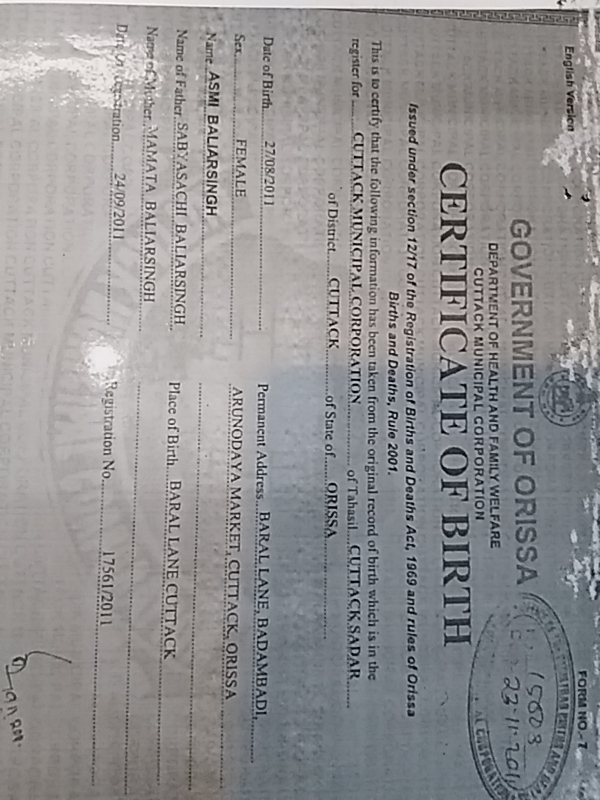 English Version
FORM NO.-7
GOVERNMENT OF ORISSA
DEPARTMENT OF HEALTH AND FAMILY WELFARE
CUTTACK MUNICIPAL CORPORATION
15603
23.11.2011
CERTIFICATE OF BIRTH
Issued under section 12/17 of the Registration of Births and Deaths Act, 1969 and rules of Orissa
Births and Deaths, Rule 2001.
This is to certify that the following information has been taken from the original record of birth which is in the
register for ...... CUTTACK MUNICIPAL CORPORATION ............ of Tahasil ..... CUTTACK SADAR ......
of District ...... CUTTACK ............ of State of ..... ORISSA ............
Date of Birth ............ 27/08/2011 ............
Sex ............ FEMALE ............
Name ASMI BALIARSINGH
Name of Father SABYASACHI BALIARSINGH
Name of Mother MAMATA BALIARSINGH
Date of Registration ............ 24/09/2011
Permanent Address ..... BARAL LANE, BADAMBADI,
ARUNODAYA MARKET, CUTTACK, ORISSA
Place of Birth ..... BARAL LANE CUTTACK
Registration No. ............ 17561/2011